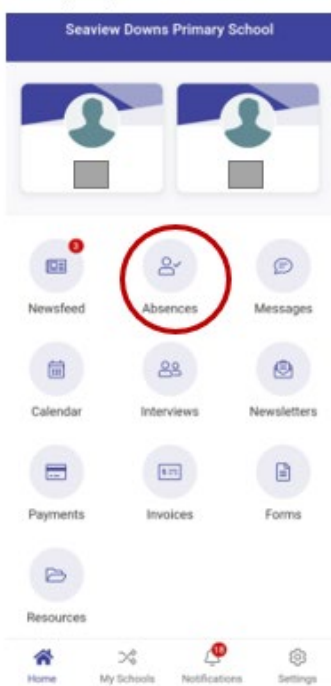 Seaview Downs Primary School
3
Newsfeed Absences Messages
Calendar Interviews Newsletters
Payments Invoices Forms
Resources
18
Home My Schools Notifications Settings